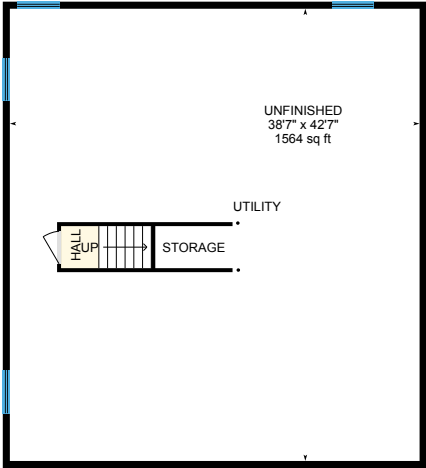 UNFINISHED
38'7" x 42'7"
1564 sq ft
UTILITY
HALL
UP
STORAGE